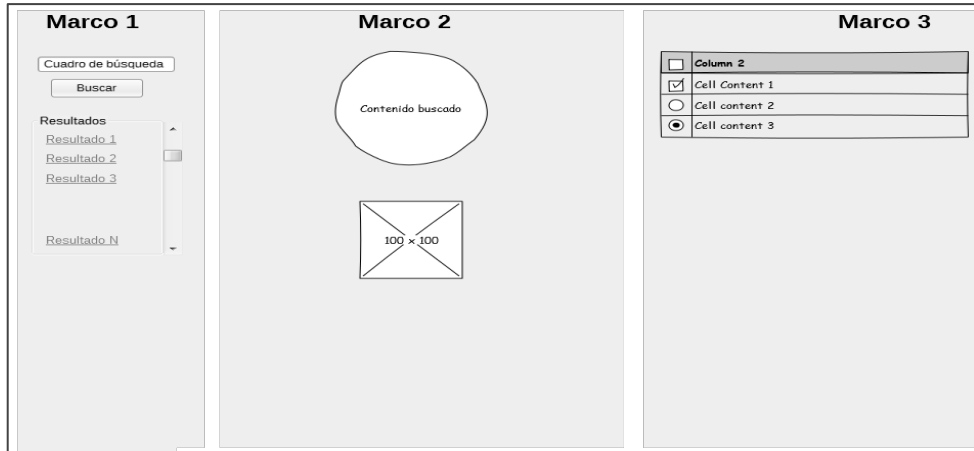 Marco 1
Cuadro de búsqueda
Buscar
Resultados
Resultado 1
Resultado 2
Resultado 3
Resultado N
Marco 2
Contenido buscado
100 x 100
Marco 3
Column 2
Cell Content 1
Cell content 2
Cell content 3